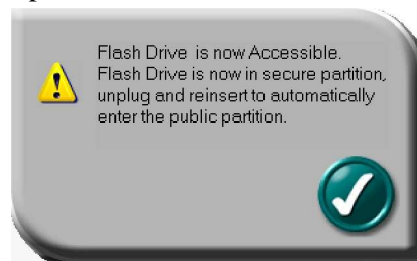 Flash Drive is now Accessible.
Flash Drive is now in secure partition,
unplug and reinsert to automatically
enter the public partition.